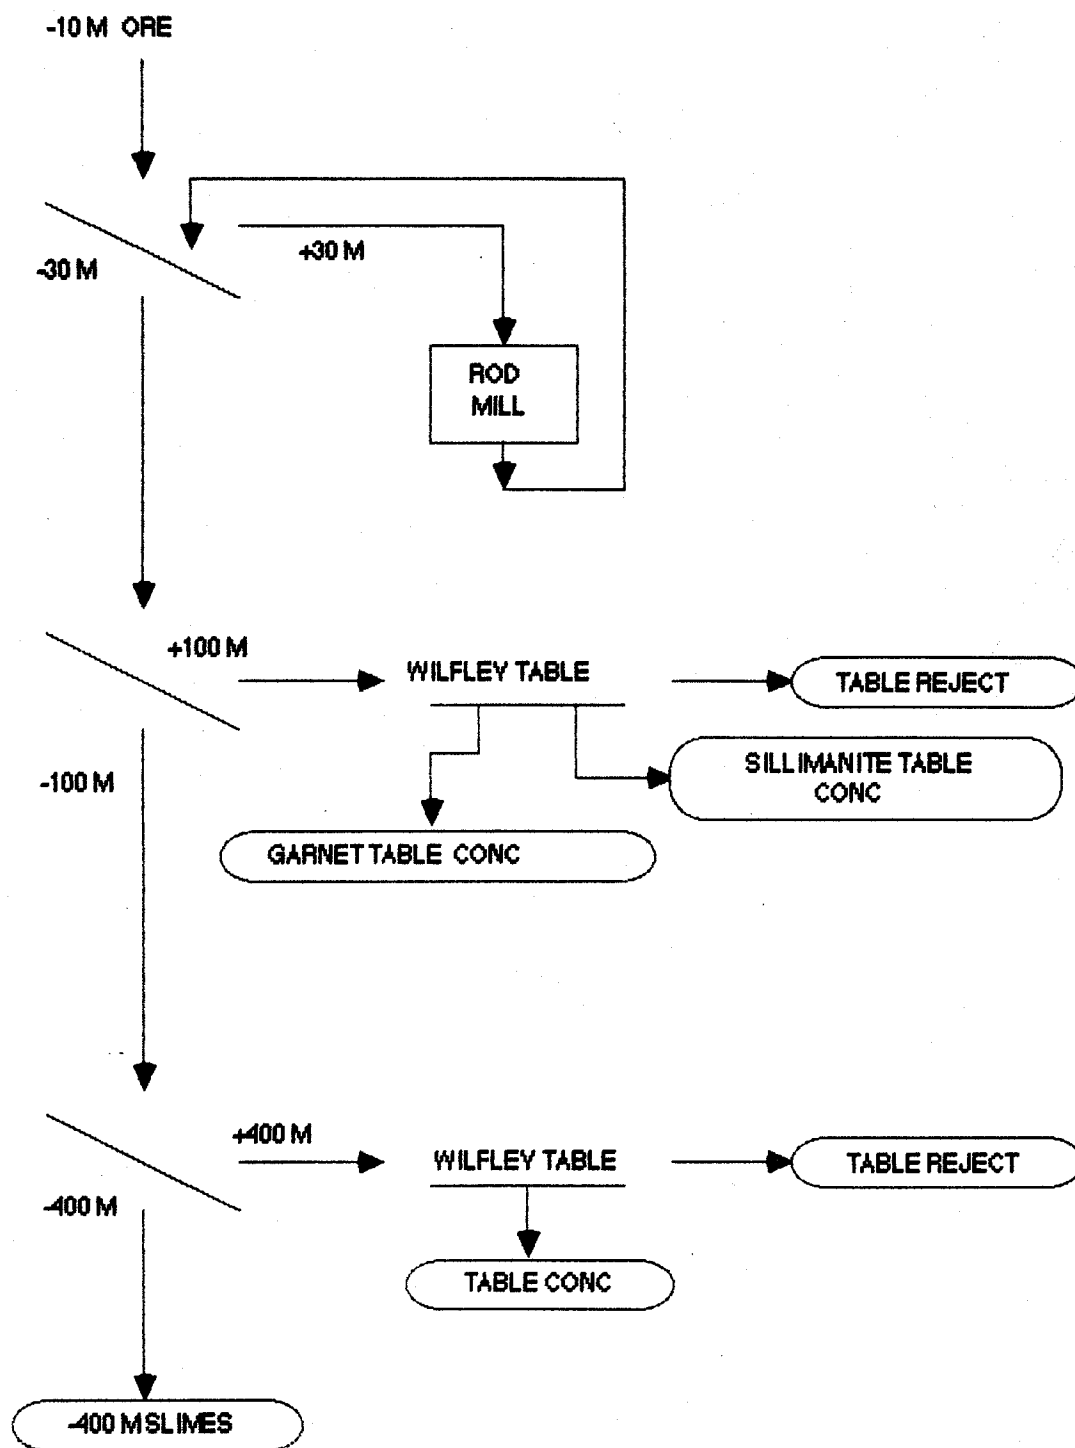 -10 M ORE
+30 M
-30 M
ROD
MILL
+100 M
WILFLEY TABLE
TABLE REJECT
-100 M
SILLIMANITE TABLE
CONC
GARNET TABLE CONC
+400 M
WILFLEY TABLE
TABLE REJECT
-400 M
TABLE CONC
-400 M SLIMES